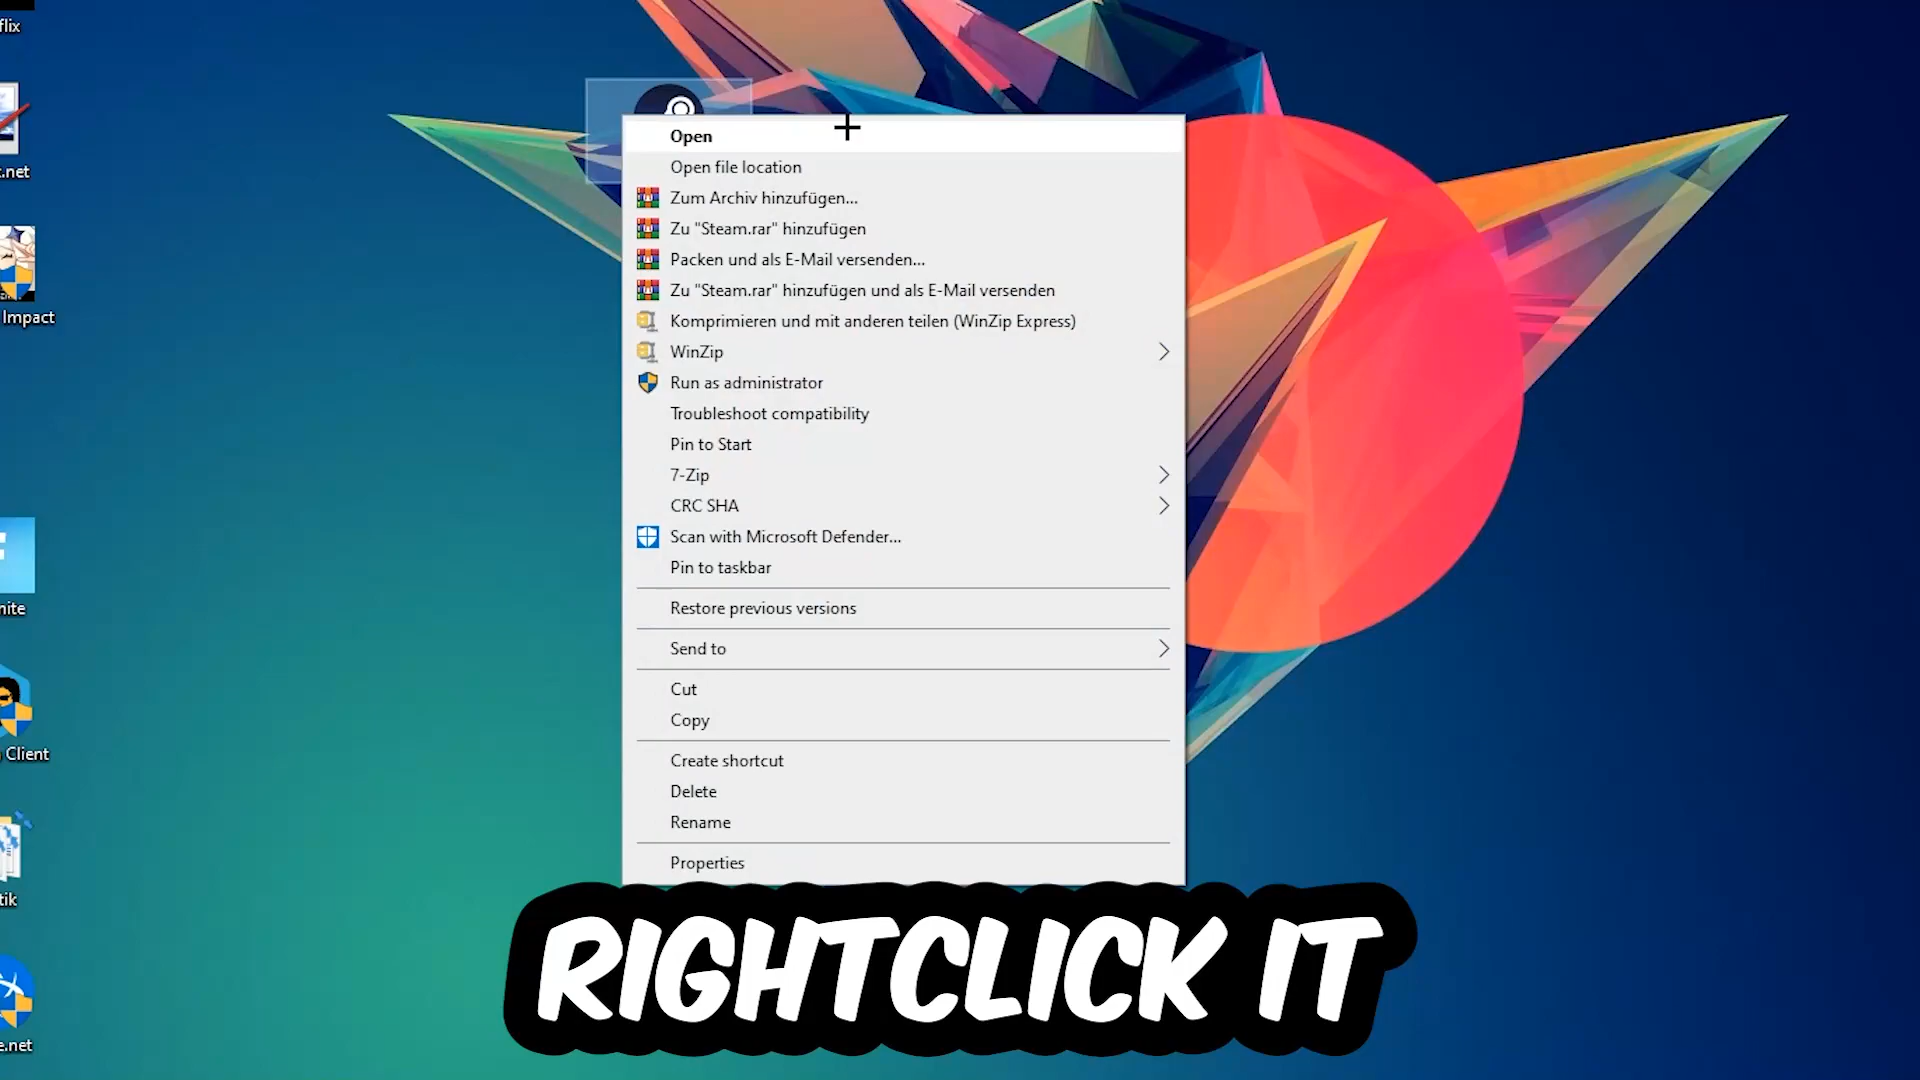 flix
t.net
Impact
nite
Client
tik
e.net
Open
Open file location
Zum Archiv hinzufügen...
Zu "Steam.rar" hinzufügen
Packen und als E-Mail versenden...
Zu "Steam.rar" hinzufügen und als E-Mail versenden
Komprimieren und mit anderen teilen (WinZip Express)
WinZip
Run as administrator
Troubleshoot compatibility
Pin to Start
7-Zip
CRC SHA
Scan with Microsoft Defender...
Pin to taskbar
Restore previous versions
Send to
Cut
Copy
Create shortcut
Delete
Rename
Properties
RIGHTCLICK IT